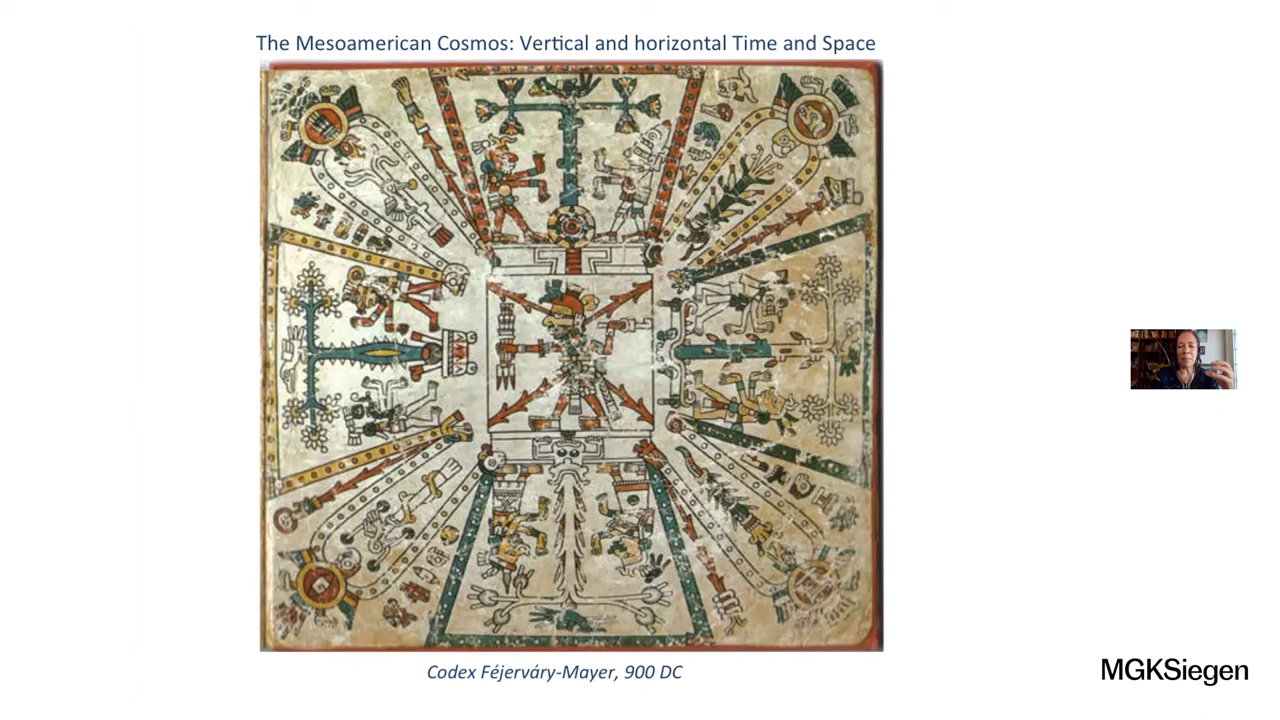 The Mesoamerican Cosmos: Vertical and horizontal Time and Space
Codex Féjerváry-Mayer, 900 DC
MGKSiegen